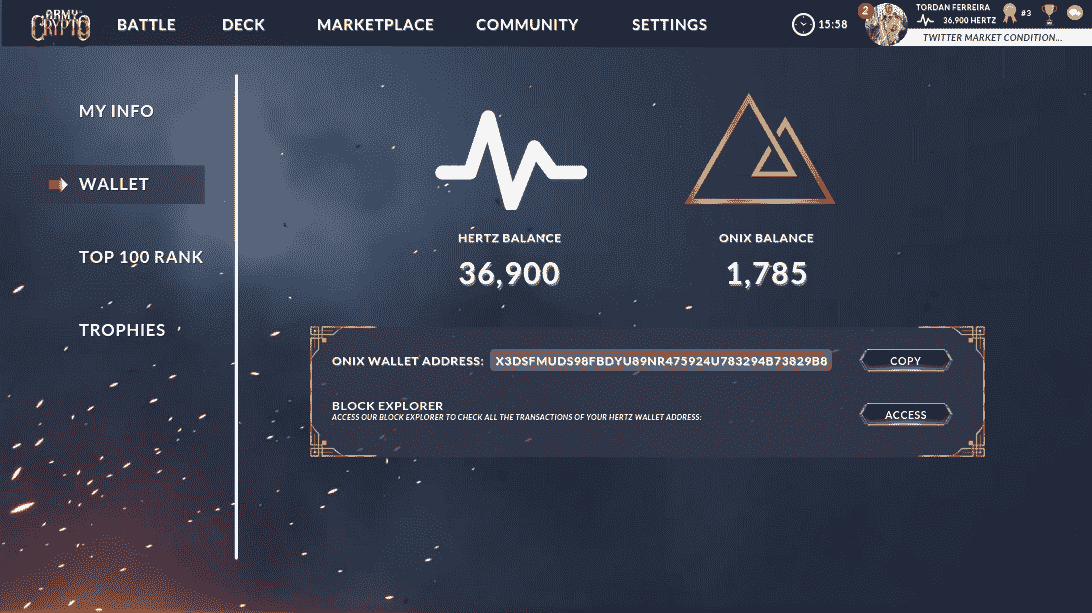 ARMY
CRYPTO
BATTLE
DECK
MARKETPLACE
COMMUNITY
SETTINGS
15:58
2
TORDAN FERREIRA
36,900 HERTZ
#3
TWITTER MARKET CONDITION...
MY INFO
WALLET
TOP 100 RANK
TROPHIES
HERTZ BALANCE
36,900
ONIX BALANCE
1,785
ONIX WALLET ADDRESS: X3DSFMUDS98FBDYU89NR475924U783294B73829B8
COPY
BLOCK EXPLORER
ACCESS OUR BLOCK EXPLORER TO CHECK ALL THE TRANSACTIONS OF YOUR HERTZ WALLET ADDRESS:
ACCESS